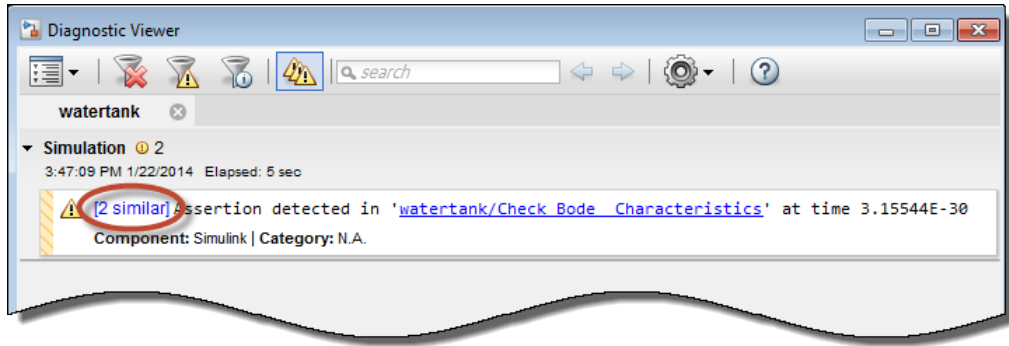 Diagnostic Viewer
search
watertank
Simulation 2
3:47:09 PM 1/22/2014 Elapsed: 5 sec
[2 similar] Assertion detected in 'watertank/Check Bode  Characteristics' at time 3.15544E-30
Component: Simulink | Category: N.A.